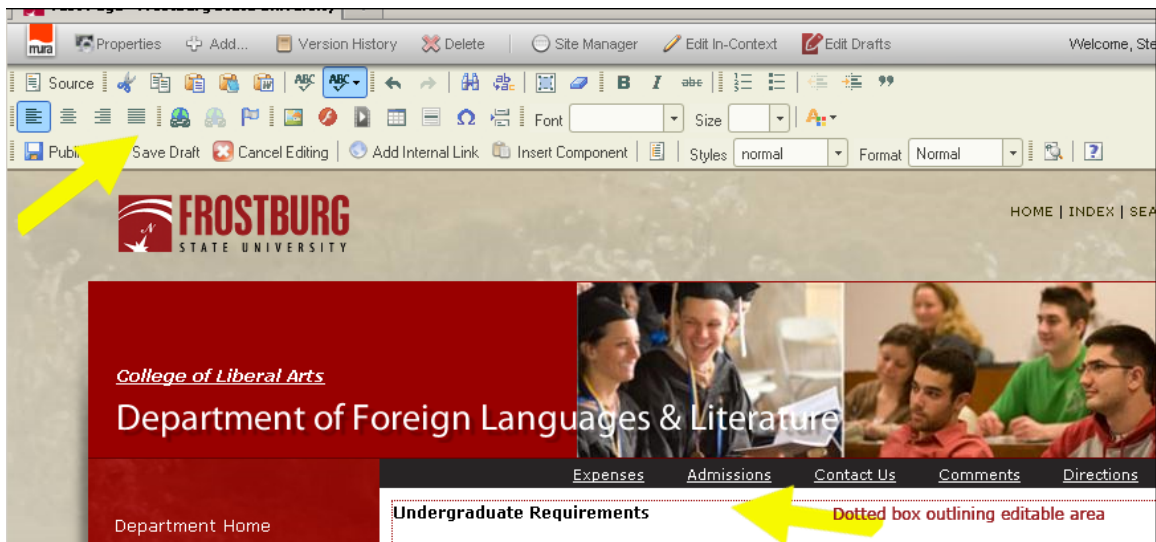 mura Properties Add... Version History Delete Site Manager Edit In-Context Edit Drafts Welcome, Ste
Source ABC ABC B I abc
Font Size A
Publi Save Draft Cancel Editing Add Internal Link Insert Component Styles normal Format Normal ?
FROSTBURG
STATE UNIVERSITY
HOME | INDEX | SEA
College of Liberal Arts
Department of Foreign Languages & Literature
Expenses Admissions Contact Us Comments Directions
Department Home
Undergraduate Requirements
Dotted box outlining editable area